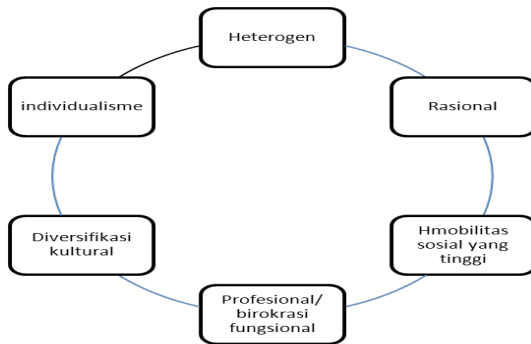 Heterogen
individualisme
Rasional
Diversifikasi
kultural
Hmobilitas
sosial yang
tinggi
Profesional/
birokrasi
fungsional